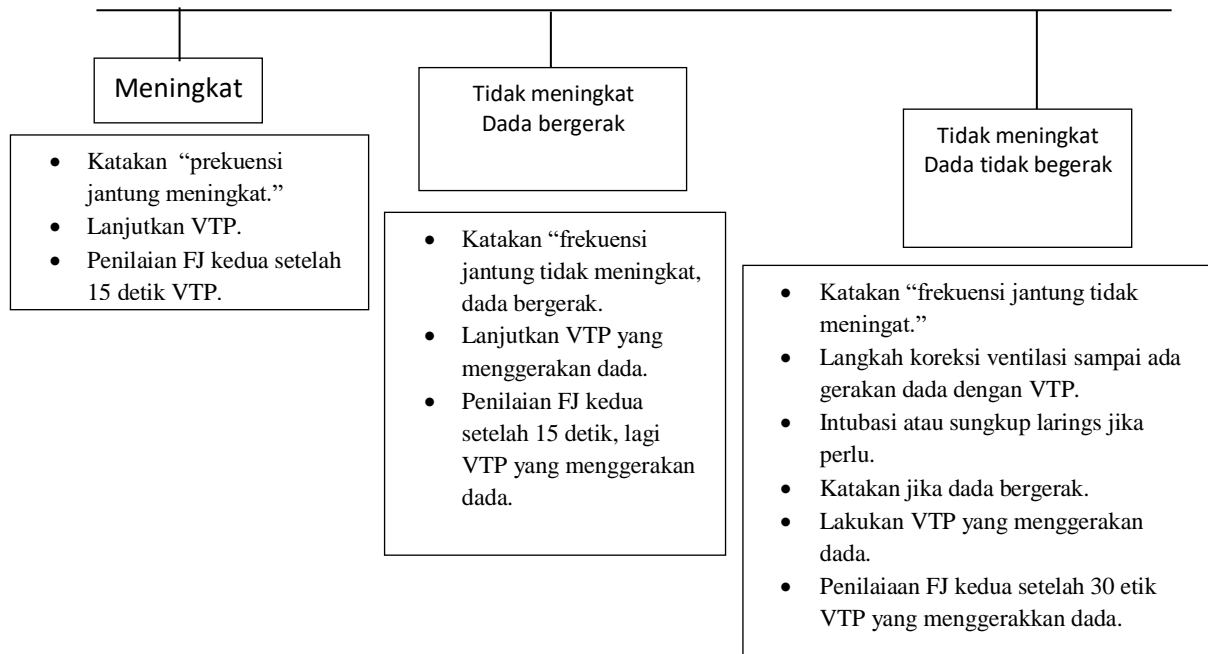 Meningkat
• Katakan “prekuensi
jantung meningkat.”
• Lanjutkan VTP.
• Penilaian FJ kedua setelah
15 detik VTP.
Tidak meningkat
Dada bergerak
• Katakan “frekuensi
jantung tidak meningkat,
dada bergerak.
• Lanjutkan VTP yang
menggerakan dada.
• Penilaian FJ kedua
setelah 15 detik, lagi
VTP yang menggerakan
dada.
Tidak meningkat
Dada tidak begerak
• Katakan “frekuensi jantung tidak
meningat.”
• Langkah koreksi ventilasi sampai ada
gerakan dada dengan VTP.
• Intubasi atau sungkup larings jika
perlu.
• Katakan jika dada bergerak.
• Lakukan VTP yang menggerakan
dada.
• Penilaiaan FJ kedua setelah 30 etik
VTP yang menggerakkan dada.